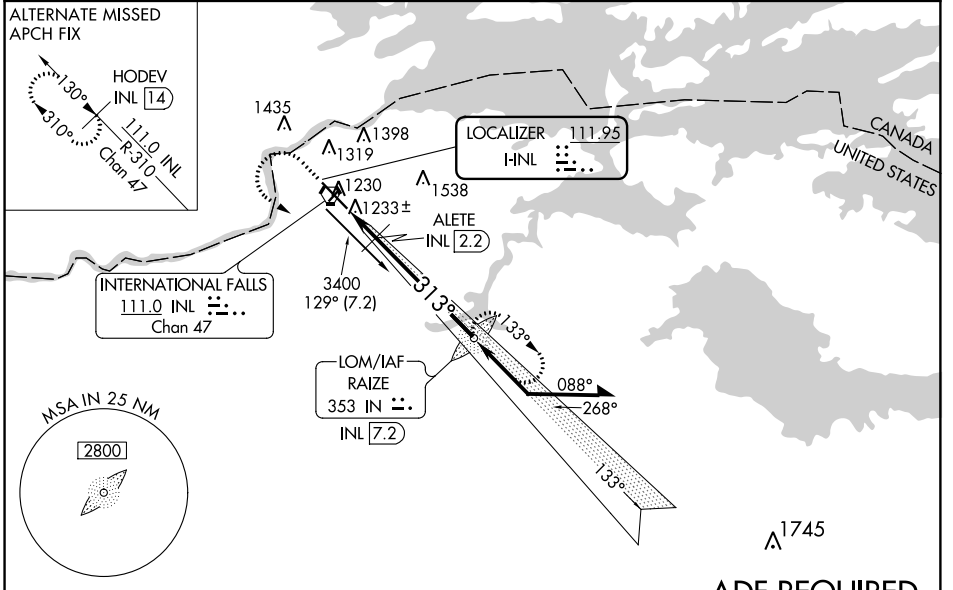 ALTERNATE MISSED
APCH FIX
HODEV
INL 14
130°
310°
111.0 INL
R-310
Chan 47
1435
1398
1319
LOCALIZER 111.95
I-INL
CANADA
UNITED STATES
1230
1538
1233±
ALETE
INL 2.2
INTERNATIONAL FALLS
111.0 INL
Chan 47
3400
129° (7.2)
313°
133°
LOM/IAF
RAIZE
353 IN
INL 7.2
088°
268°
MSA IN 25 NM
2800
133°
1745
ADF REQUIRED